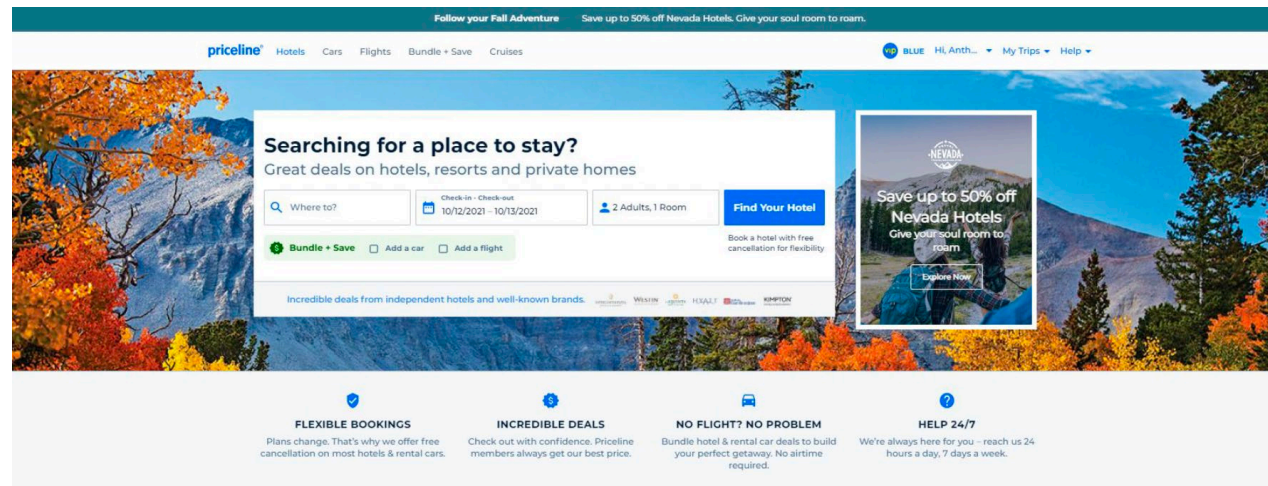 Follow your Fall Adventure Save up to 50% off Nevada Hotels. Give your soul room to roam.
priceline® Hotels Cars Flights Bundle + Save Cruises vip BLUE Hi, Anth... My Trips Help
Searching for a place to stay?
Great deals on hotels, resorts and private homes
Where to?
Check-in - Check-out
10/12/2021 - 10/13/2021
2 Adults, 1 Room
Find Your Hotel
$ Bundle + Save Add a car Add a flight
Book a hotel with free
cancellation for flexibility
Incredible deals from independent hotels and well-known brands.
WESTIN HYATT KIMPTON
NEVADA
Save up to 50% off
Nevada Hotels
Give your soul room to
roam
Explore Now
FLEXIBLE BOOKINGS
Plans change. That's why we offer free
cancellation on most hotels & rental cars.
$
INCREDIBLE DEALS
Check out with confidence. Priceline
members always get our best price.
NO FLIGHT? NO PROBLEM
Bundle hotel & rental car deals to build
your perfect getaway. No airtime
required.
?
HELP 24/7
We're always here for you – reach us 24
hours a day, 7 days a week.